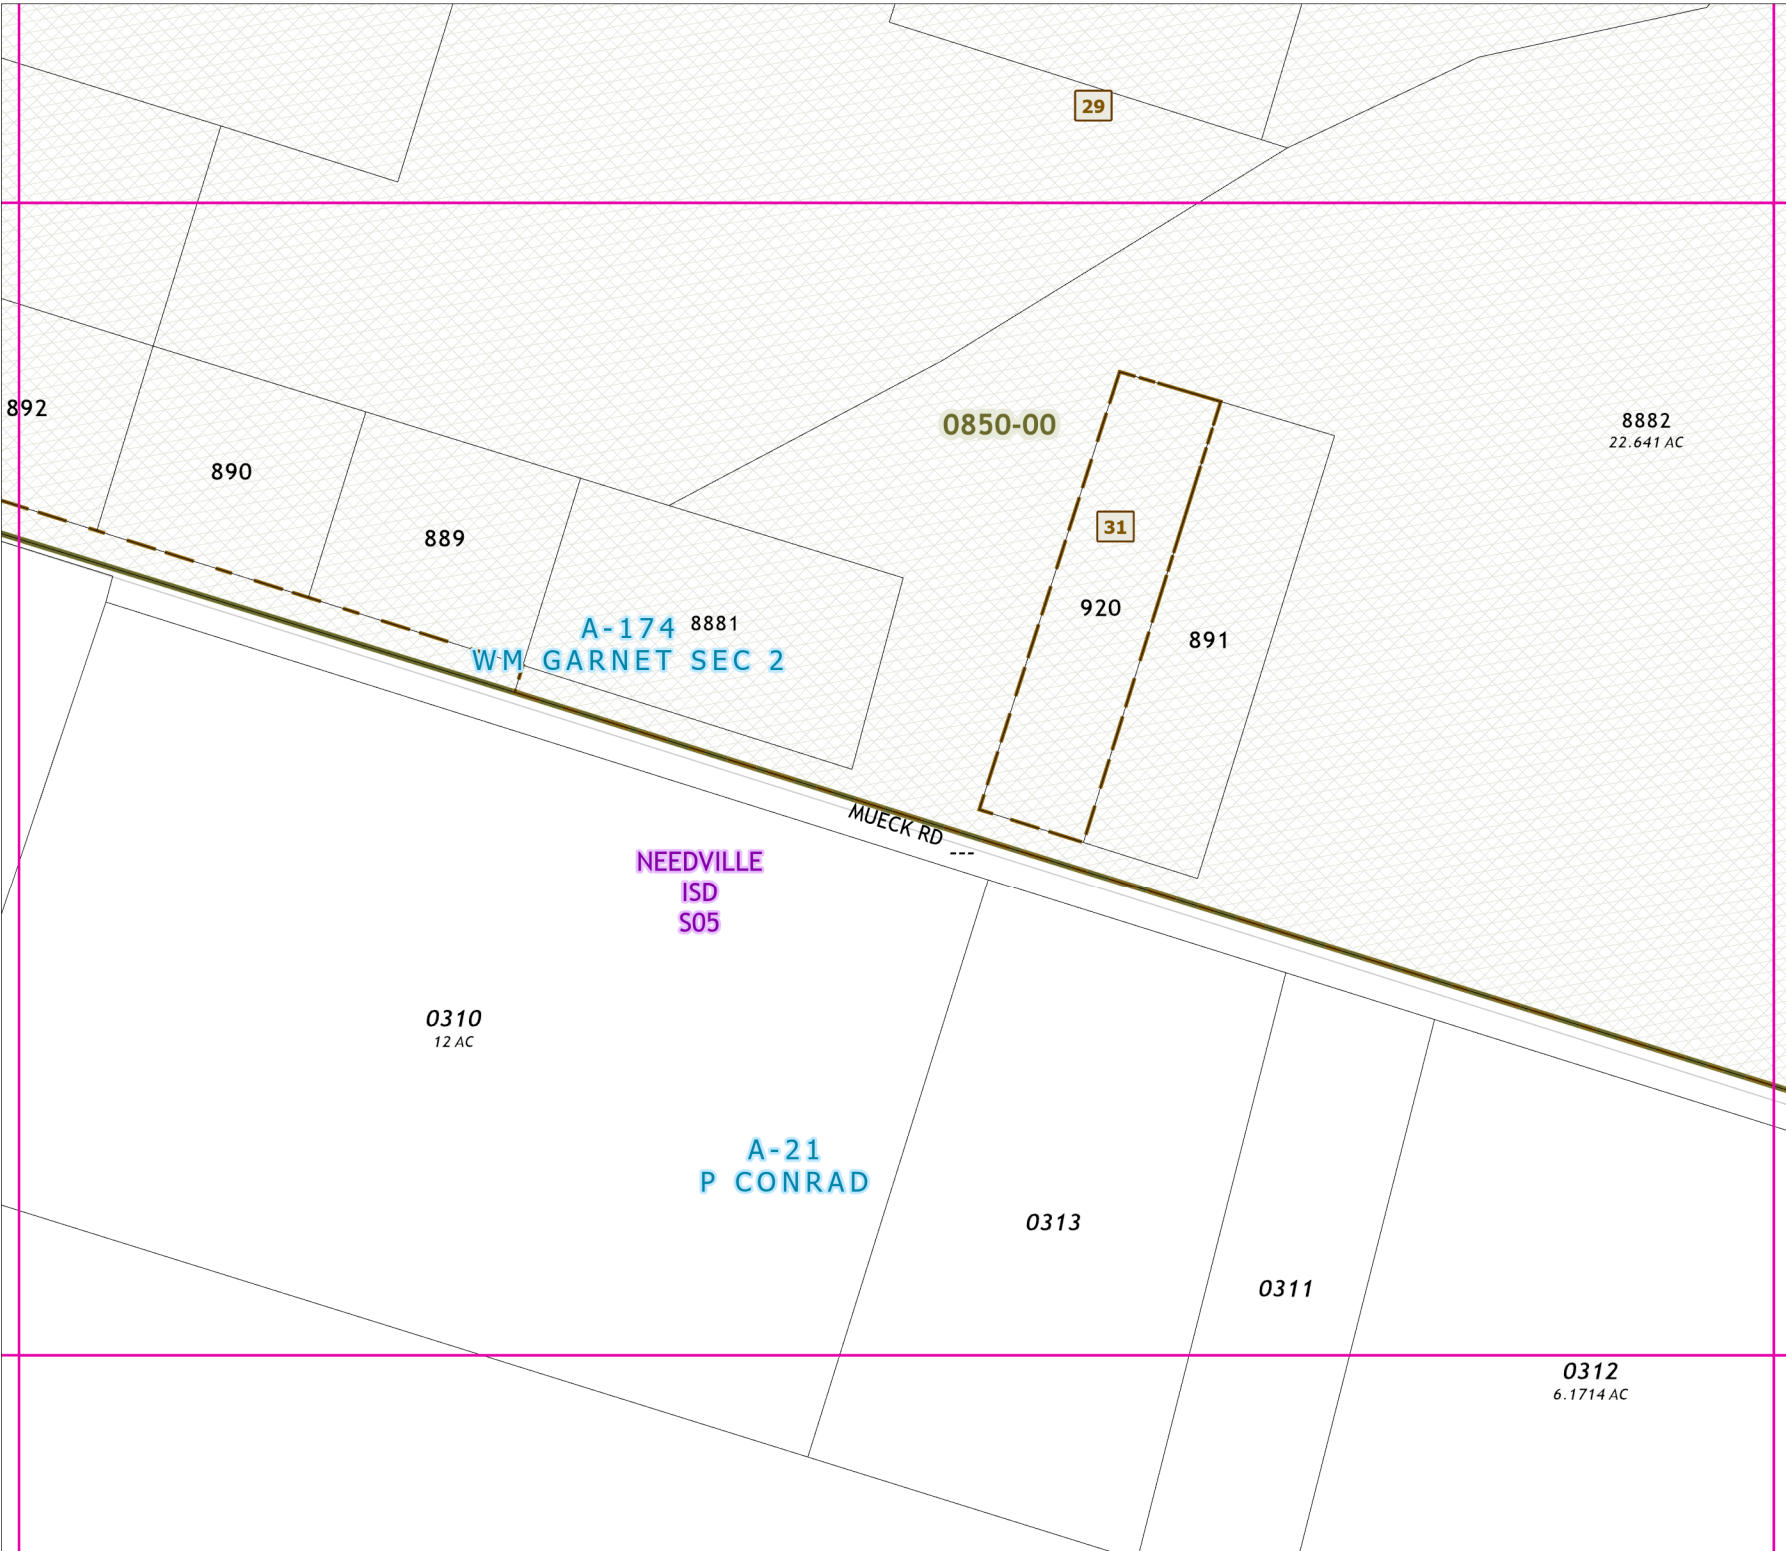 29
892
0850-00
8882
22.641 AC
890
31
889
920
A-174
8881
WM GARNET SEC 2
891
MUECK RD
---
NEEDVILLE
ISD
S05
0310
12 AC
A-21
P CONRAD
0313
0311
0312
6.1714 AC